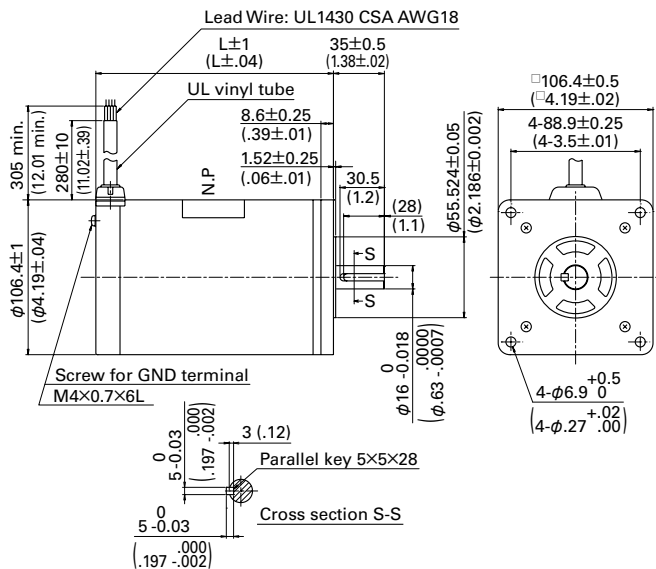 Lead Wire: UL1430 CSA AWG18
L±1
(L±.04)
35±0.5
(1.38±.02)
UL vinyl tube
□106.4±0.5
(□4.19±.02)
8.6±0.25
(.39±.01)
4-88.9±0.25
(4-3.5±.01)
305 min.
(12.01 min.)
280±10
(11.02±.39)
1.52±0.25
(.06±.01)
N.P
30.5
(1.2)
(28)
(1.1)
φ55.524±0.05
(φ2.186±0.002)
S
S
φ106.4±1
(φ4.19±.04)
0
φ16 -0.018
.0000
(φ.63 -.0007)
Screw for GND terminal
M4×0.7×6L
+0.5
4-φ6.9 0
+.02
(4-φ.27 .00)
0
5 -0.03
.000
(.197 -.002)
3 (.12)
Parallel key 5×5×28
Cross section S-S
0
5 -0.03
.000
(.197 -.002)